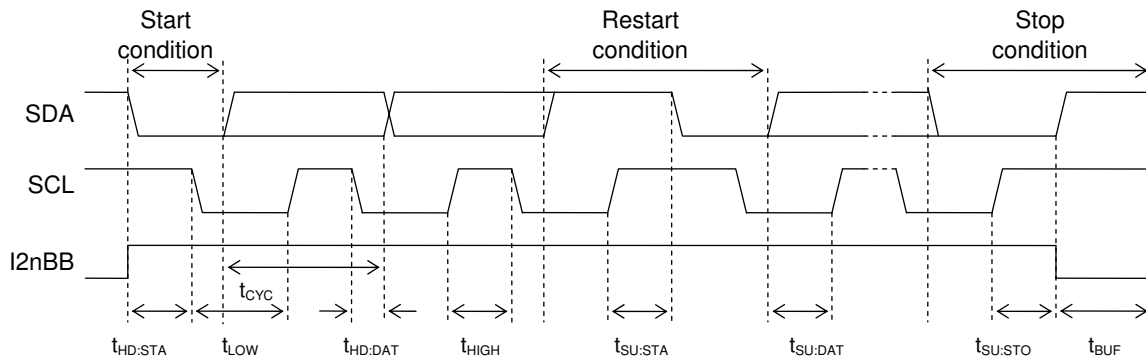 Start
condition
Restart
condition
Stop
condition
SDA
SCL
I2nBB
tCYC
tHD:STA
tLOW
tHD:DAT
tHIGH
tSU:STA
tSU:DAT
tSU:STO
tBUF